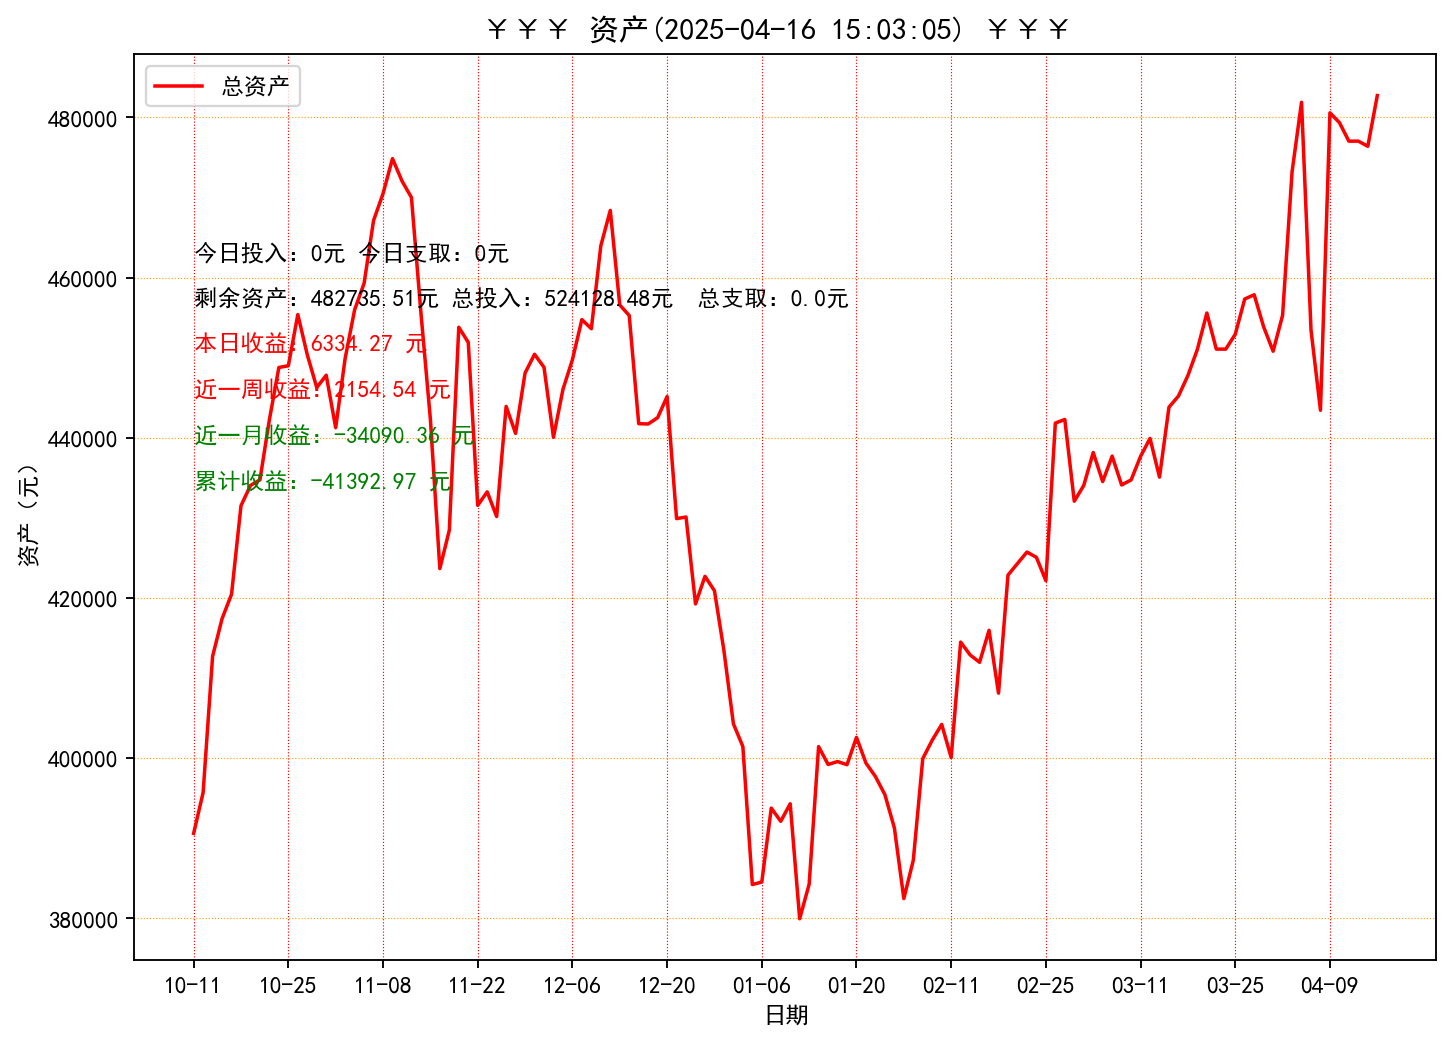 ￥￥￥ 资产(2025-04-16 15:03:05) ￥￥￥
总资产
480000
460000
440000
420000
400000
380000
资产（元）
今日投入：0元 今日支取：0元
剩余资产：482735.51元 总投入：524128.48元  总支取：0.0元
本日收益：6334.27 元
近一周收益：2154.54 元
近一月收益：-34090.36 元
累计收益：-41392.97 元
10-11 10-25 11-08 11-22 12-06 12-20 01-06 01-20 02-11 02-25 03-11 03-25 04-09
日期